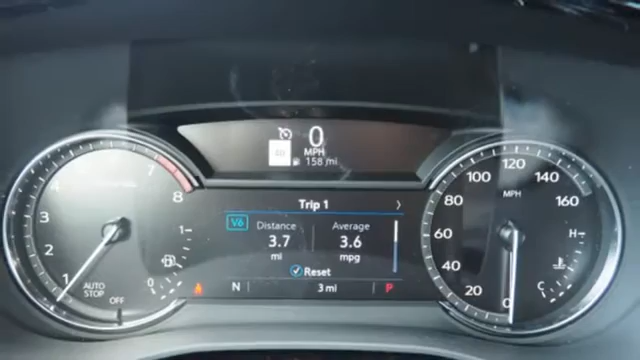 0
MPH
40
158 mi
Trip 1
V6
Distance
Average
3.7
3.6
mi
mpg
Reset
N
3 mi
P
1
2
3
4
7
8
AUTO
STOP
OFF
1
0
0
20
40
60
80
100
120
140
160
MPH
H
C